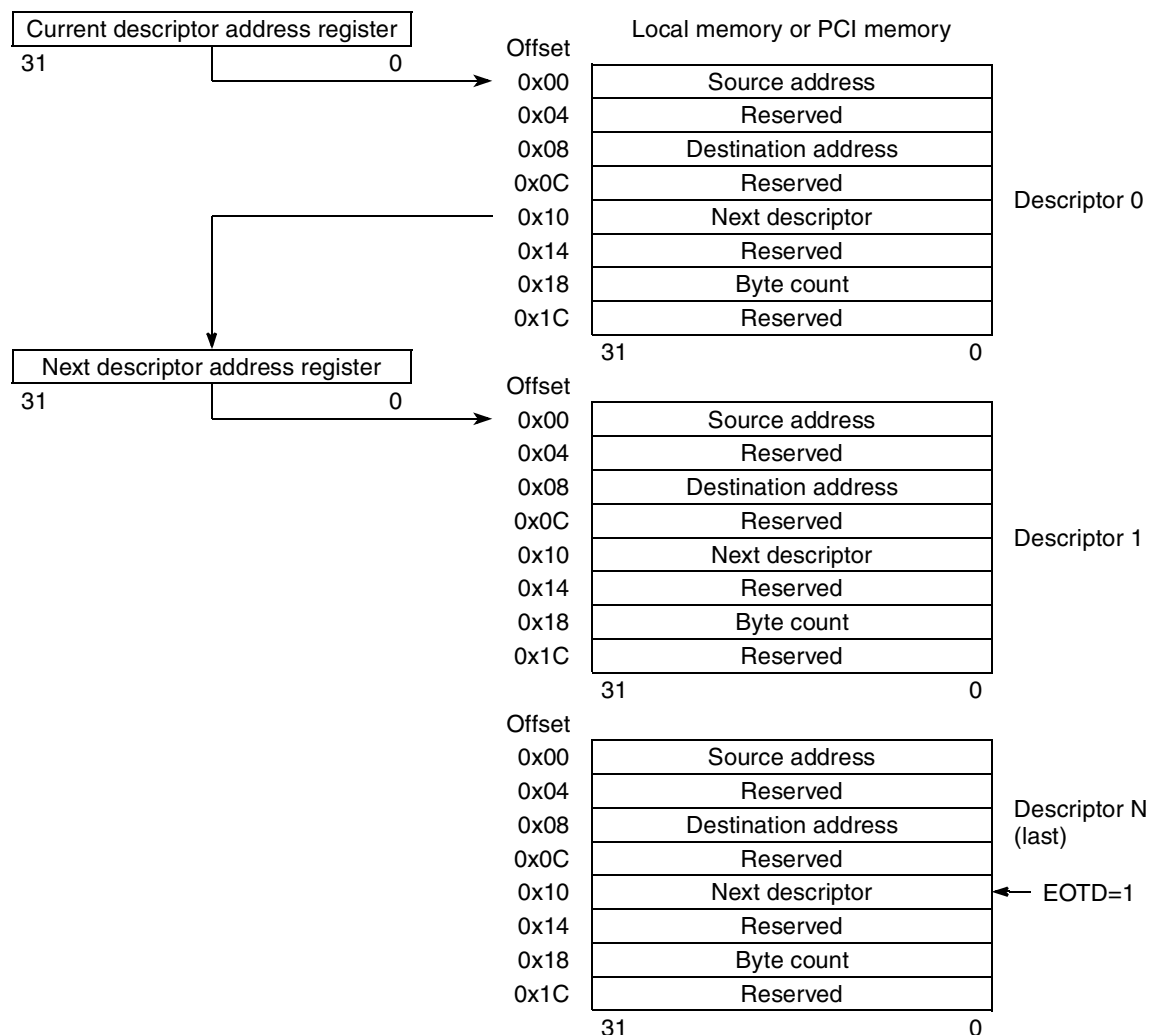 Current descriptor address register
31 0
Local memory or PCI memory
Offset
0x00 Source address
0x04 Reserved
0x08 Destination address
0x0C Reserved
0x10 Next descriptor
0x14 Reserved
0x18 Byte count
0x1C Reserved
31 0
Descriptor 0
Next descriptor address register
31 0
Offset
0x00 Source address
0x04 Reserved
0x08 Destination address
0x0C Reserved
0x10 Next descriptor
0x14 Reserved
0x18 Byte count
0x1C Reserved
31 0
Descriptor 1
Offset
0x00 Source address
0x04 Reserved
0x08 Destination address
0x0C Reserved
0x10 Next descriptor
0x14 Reserved
0x18 Byte count
0x1C Reserved
31 0
Descriptor N
(last)
EOTD=1